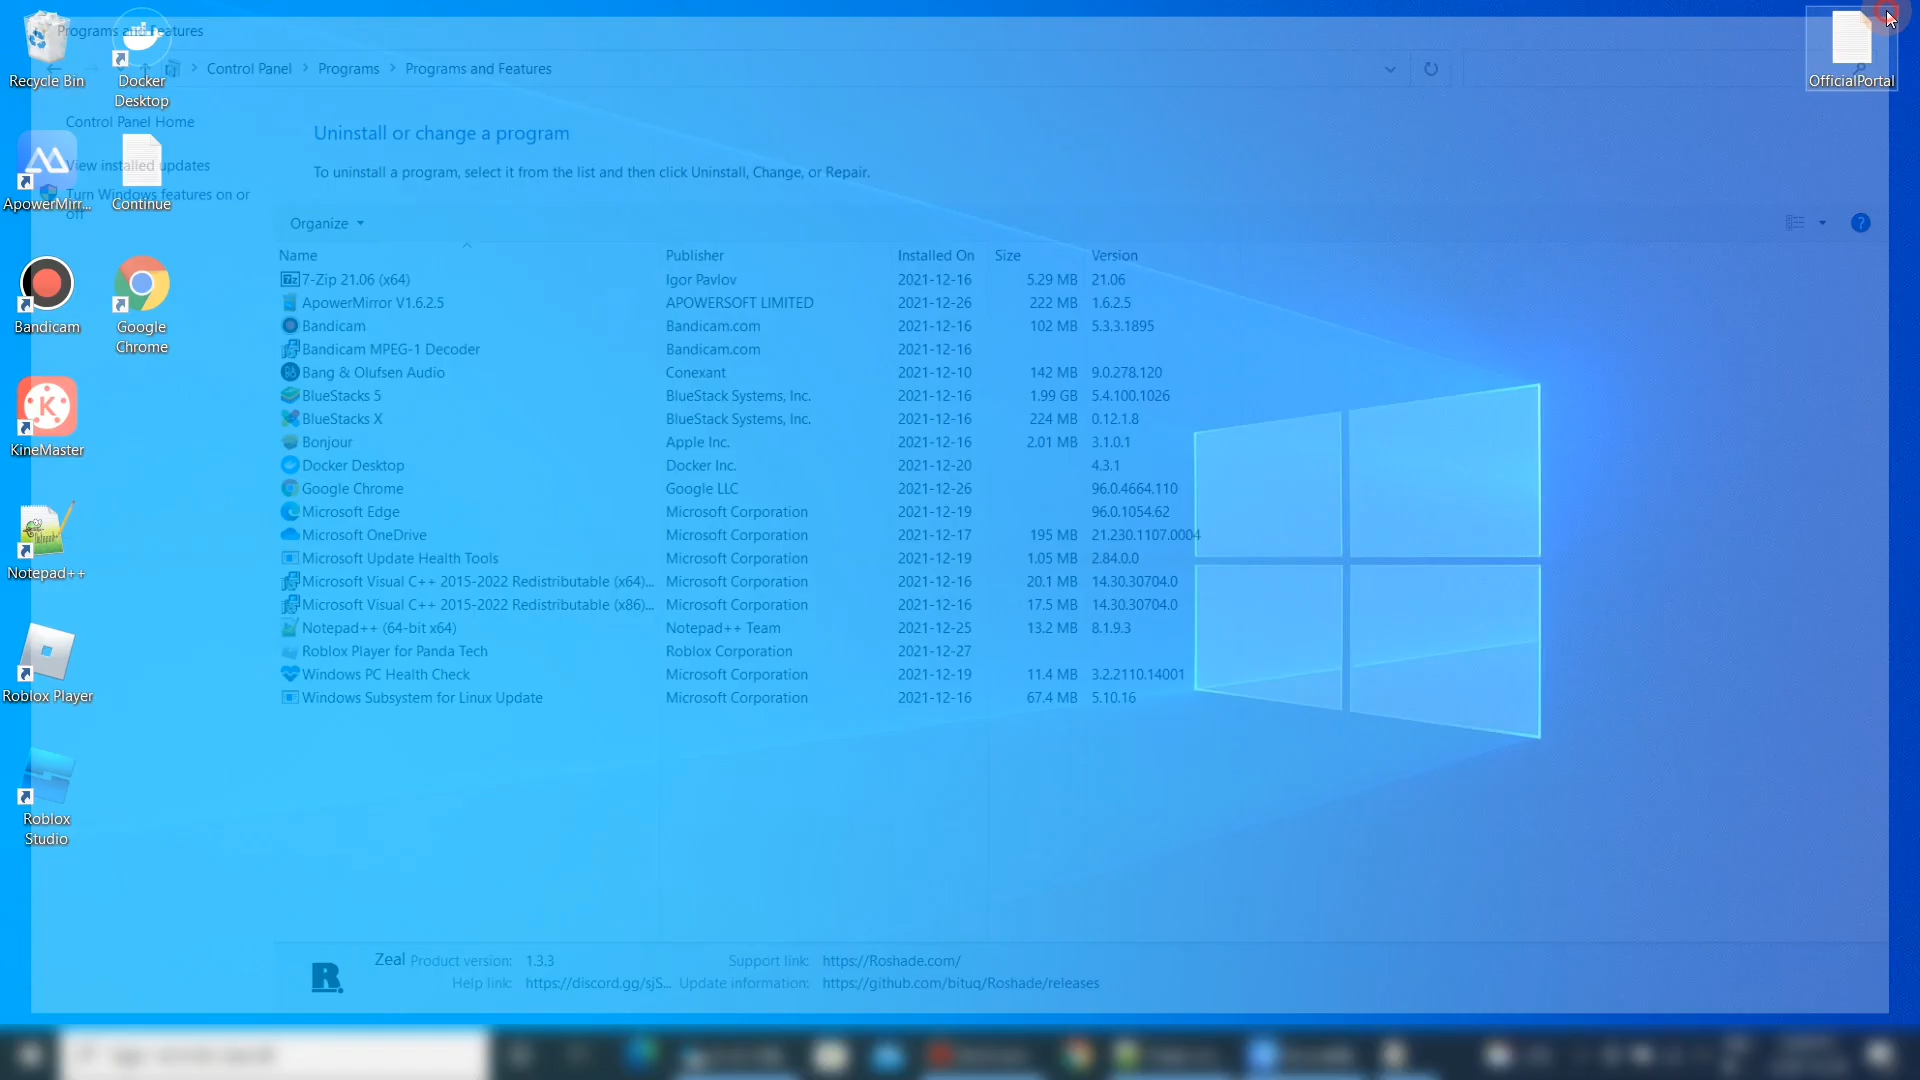 Programs and Features
Recycle Bin
Docker
Desktop
Control Panel
Programs
Programs and Features
OfficialPortal
Control Panel Home
View installed updates
Turn Windows features on or
off
ApowerMirr...
Continue
Bandicam
Google
Chrome
KineMaster
Notepad++
Roblox Player
Roblox
Studio
Uninstall or change a program
To uninstall a program, select it from the list and then click Uninstall, Change, or Repair.
Organize
Name Publisher Installed On Size Version
7-Zip 21.06 (x64) Igor Pavlov 2021-12-16 5.29 MB 21.06
ApowerMirror V1.6.2.5 APOWERSOFT LIMITED 2021-12-26 222 MB 1.6.2.5
Bandicam Bandicam.com 2021-12-16 102 MB 5.3.3.1895
Bandicam MPEG-1 Decoder Bandicam.com 2021-12-16
Bang & Olufsen Audio Conexant 2021-12-10 142 MB 9.0.278.120
BlueStacks 5 BlueStack Systems, Inc. 2021-12-16 1.99 GB 5.4.100.1026
BlueStacks X BlueStack Systems, Inc. 2021-12-16 224 MB 0.12.1.8
Bonjour Apple Inc. 2021-12-16 2.01 MB 3.1.0.1
Docker Desktop Docker Inc. 2021-12-20 4.3.1
Google Chrome Google LLC 2021-12-26 96.0.4664.110
Microsoft Edge Microsoft Corporation 2021-12-19 96.0.1054.62
Microsoft OneDrive Microsoft Corporation 2021-12-17 195 MB 21.230.1107.0004
Microsoft Update Health Tools Microsoft Corporation 2021-12-19 1.05 MB 2.84.0.0
Microsoft Visual C++ 2015-2022 Redistributable (x64)... Microsoft Corporation 2021-12-16 20.1 MB 14.30.30704.0
Microsoft Visual C++ 2015-2022 Redistributable (x86)... Microsoft Corporation 2021-12-16 17.5 MB 14.30.30704.0
Notepad++ (64-bit x64) Notepad++ Team 2021-12-25 13.2 MB 8.1.9.3
Roblox Player for Panda Tech Roblox Corporation 2021-12-27
Windows PC Health Check Microsoft Corporation 2021-12-19 11.4 MB 3.2.2110.14001
Windows Subsystem for Linux Update Microsoft Corporation 2021-12-16 67.4 MB 5.10.16
R.
Zeal Product version: 1.3.3 Support link: https://Roshade.com/
Help link: https://discord.gg/sjS... Update information: https://github.com/bituq/Roshade/releases